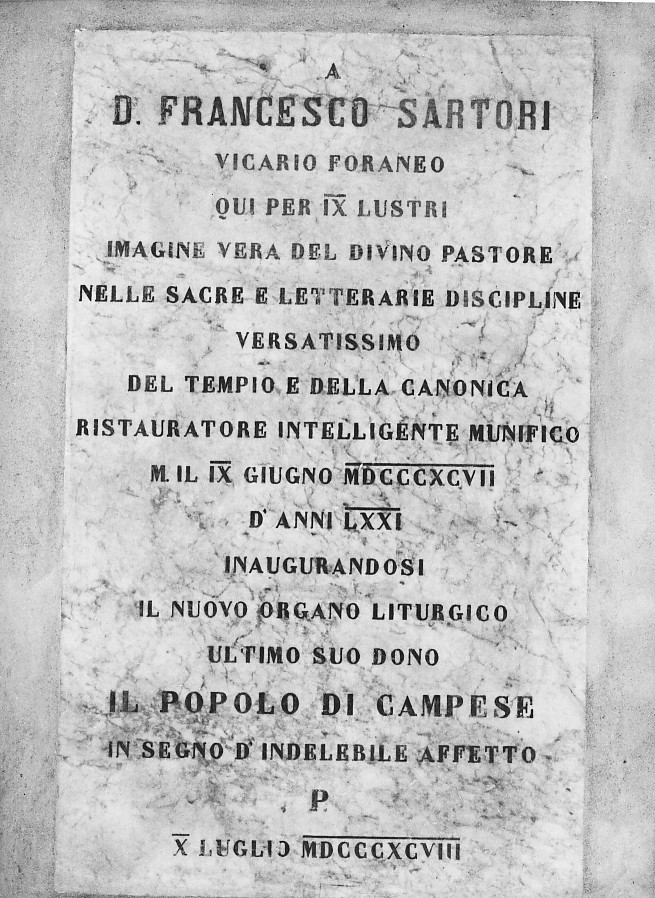 A
D. FRANCESCO SARTORI
VICARIO FORANEO
QUI PER IX LUSTRI
IMAGINE VERA DEL DIVINO PASTORE
NELLE SACRE E LETTERARIE DISCIPLINE
VERSATISSIMO
DEL TEMPIO E DELLA CANONICA
RISTAURATORE INTELLIGENTE MUNIFICO
M. IL IX GIUGNO MDCCCXCVII
D' ANNI LXXI
INAUGURANDOSI
IL NUOVO ORGANO LITURGICO
ULTIMO SUO DONO
IL POPOLO DI CAMPESE
IN SEGNO D' INDELEBILE AFFETTO
P
X LUGLIO MDCCCXCVIII